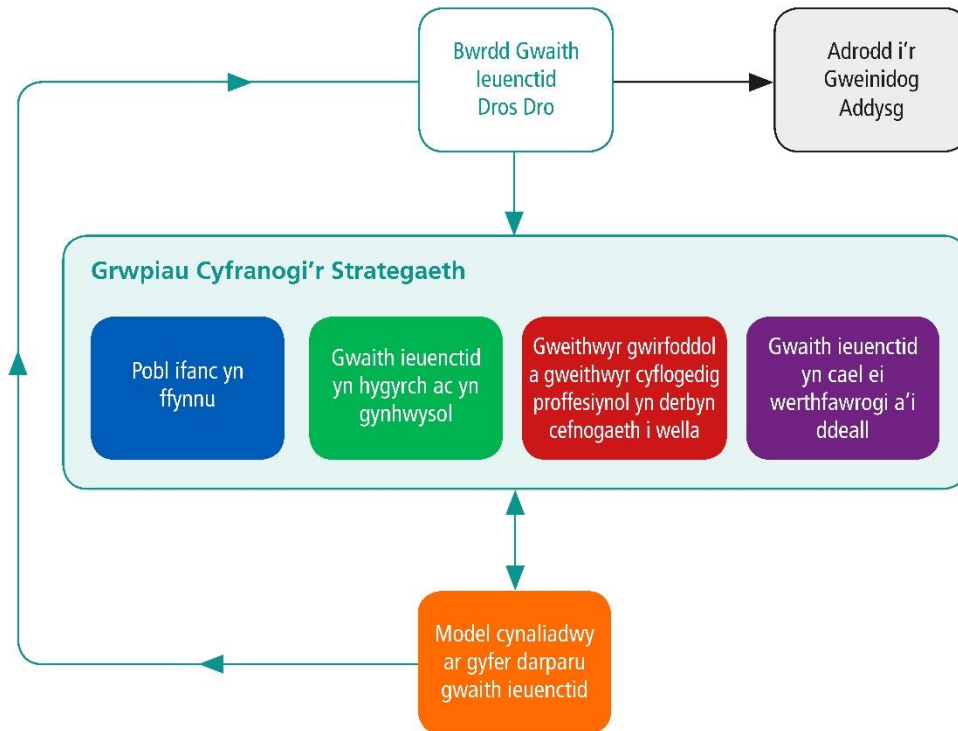 Bwrdd Gwaith
Ieuenctid
Dros Dro
Adrodd i'r
Gweinidog
Addysg
Grwpiau Cyfranogi'r Strategaeth
Pobl ifanc yn
ffynnu
Gwaith ieuenctid
yn hygyrch ac yn
gynhwysol
Gweithwyr gwirfoddol
a gweithwyr cyflogedig
proffesiynol yn derbyn
cefnogaeth i wella
Gwaith ieuenctid
yn cael ei
werthfawrogi a'i
ddeall
Model cynaliadwy
ar gyfer darparu
gwaith ieuenctid